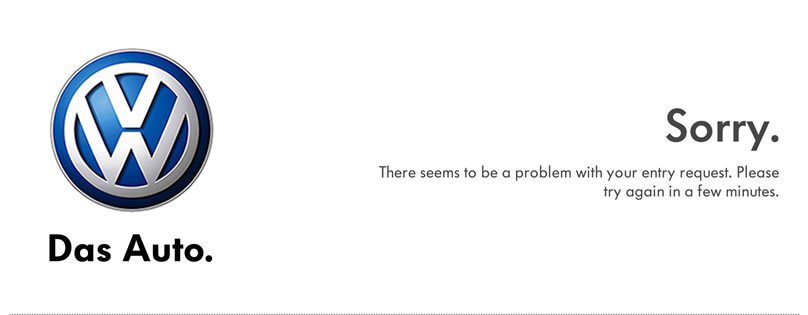 Das Auto.
Sorry.
There seems to be a problem with your entry request. Please
try again in a few minutes.